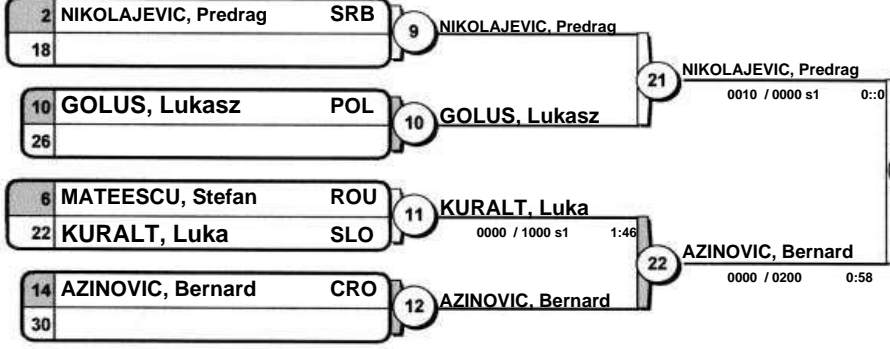 2 NIKOLAJEVIC, Predrag SRB
18
9 NIKOLAJEVIC, Predrag
10 GOLUS, Lukasz POL
26
10 GOLUS, Lukasz
21 NIKOLAJEVIC, Predrag
0010 / 0000 s1 0::0
6 MATEESCU, Stefan ROU
22 KURALT, Luka SLO
11 KURALT, Luka
0000 / 1000 s1 1:46
14 AZINOVIC, Bernard CRO
30
12 AZINOVIC, Bernard
22 AZINOVIC, Bernard
0000 / 0200 0:58